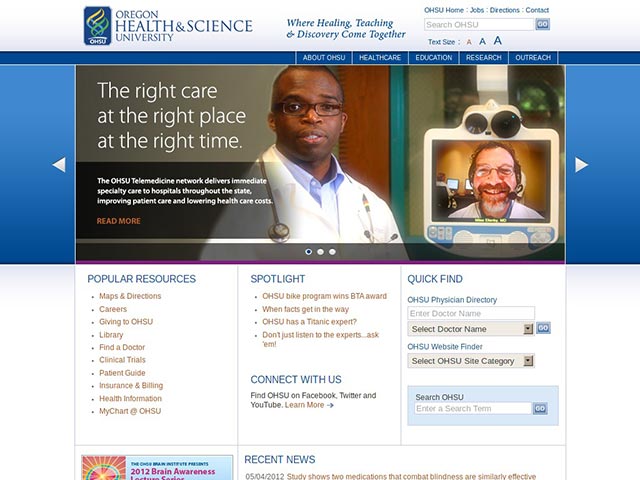 OREGON
HEALTH & SCIENCE
UNIVERSITY
OHSU
Where Healing, Teaching
& Discovery Come Together
OHSU Home : Jobs : Directions : Contact
Search OHSU GO
Text Size : A A A
ABOUT OHSU HEALTHCARE EDUCATION RESEARCH OUTREACH
The right care
at the right place
at the right time.
The OHSU Telemedicine network delivers immediate
specialty care to hospitals throughout the state,
improving patient care and lowering health care costs.
READ MORE
POPULAR RESOURCES
Maps & Directions
Careers
Giving to OHSU
Library
Find a Doctor
Clinical Trials
Patient Guide
Insurance & Billing
Health Information
MyChart @ OHSU
SPOTLIGHT
OHSU bike program wins BTA award
When facts get in the way
OHSU has a Titanic expert?
Don't just listen to the experts...ask
'em!
CONNECT WITH US
Find OHSU on Facebook, Twitter and
YouTube. Learn More
QUICK FIND
OHSU Physician Directory
Enter Doctor Name
Select Doctor Name GO
OHSU Website Finder
Select OHSU Site Category
Search OHSU
Enter a Search Term GO
THE OHSU BRAIN INSTITUTE PRESENTS
2012 Brain Awareness
Lecture Series
RECENT NEWS
05/04/2012 Study shows two medications that combat blindness are similarly effective